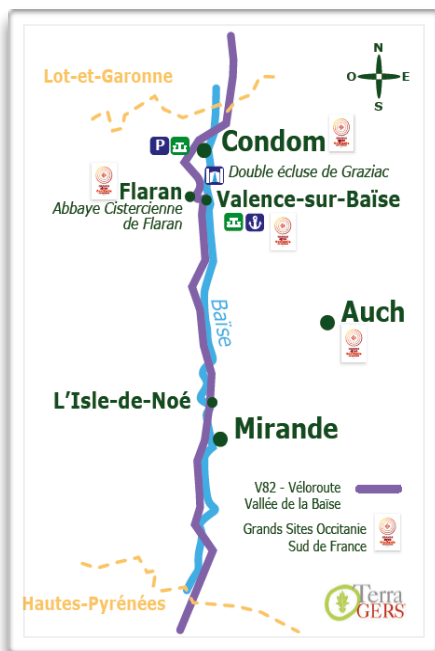 N
O E
S
Lot-et-Garonne
P
Condom
Double écluse de Graziac
Flaran
Abbaye Cistercienne
de Flaran
Valence-sur-Baïse
Baïse
Auch
L'Isle-de-Noé
Mirande
V82 - Véloroute
Vallée de la Baïse
Grands Sites Occitanie
Sud de France
Hautes-Pyrénées
Terra
GERS